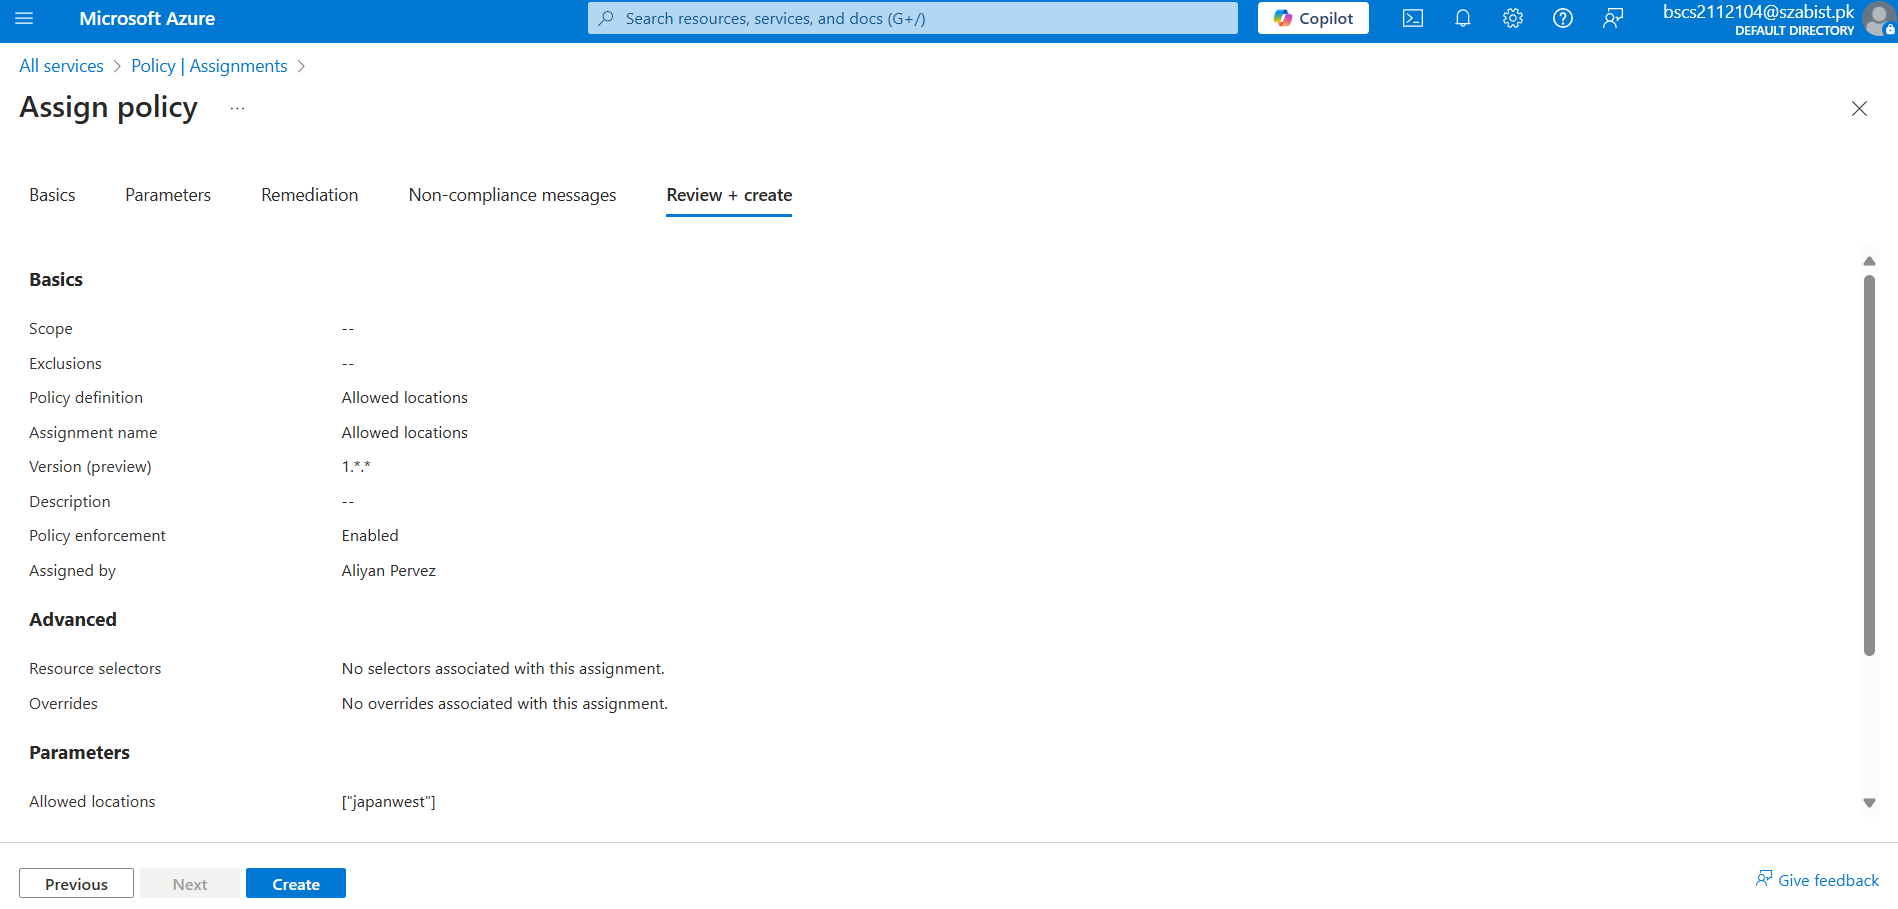 Microsoft Azure
Search resources, services, and docs (G+/)
Copilot
bscs2112104@szabist.pk
DEFAULT DIRECTORY
All services > Policy | Assignments >
Assign policy ...
Basics Parameters Remediation Non-compliance messages Review + create
Basics
Scope --
Exclusions --
Policy definition Allowed locations
Assignment name Allowed locations
Version (preview) 1.*.*
Description --
Policy enforcement Enabled
Assigned by Aliyan Pervez
Advanced
Resource selectors No selectors associated with this assignment.
Overrides No overrides associated with this assignment.
Parameters
Allowed locations ["japanwest"]
Previous Next Create
Give feedback